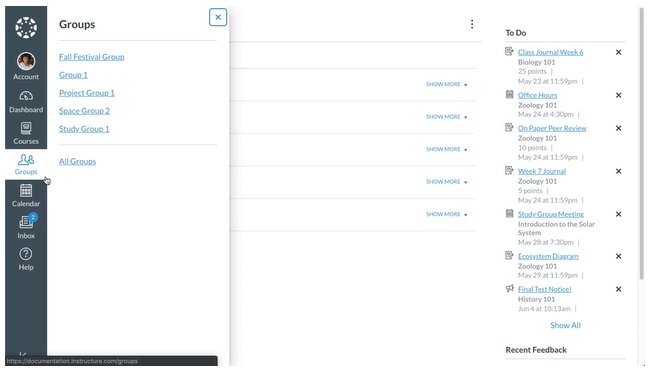 Groups
Fall Festival Group
Group 1
Project Group 1
Space Group 2
Study Group 1
All Groups
Account
Dashboard
Courses
Groups
Calendar
2
Inbox
Help
SHOW MORE
SHOW MORE
SHOW MORE
SHOW MORE
SHOW MORE
To Do
Class Journal Week 6
Biology 101
25 points |
May 23 at 11:59pm |
Office Hours
Zoology 101
May 24 at 4:30pm |
On Paper Peer Review
Zoology 101
10 points |
May 24 at 11:59pm |
Week 7 Journal
Zoology 101
5 points |
May 24 at 11:59pm |
Study Group Meeting
Introduction to the Solar
System
May 28 at 7:30pm |
Ecosystem Diagram
Zoology 101
May 29 at 11:59pm |
Final Test Notice!
History 101
Jun 4 at 10:13am |
Show All
Recent Feedback
https://documentation.instructure.com/groups